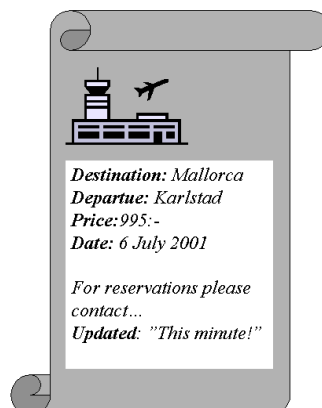 Destination: Mallorca
Departue: Karlstad
Price:995:-
Date: 6 July 2001
For reservations please
contact…
Updated: ”This minute!”